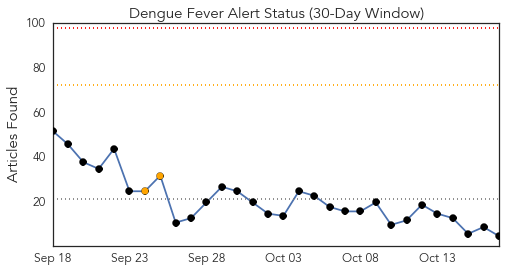 Dengue Fever Alert Status (30-Day Window)
Articles Found
100
80
60
40
20
Sep 18 Sep 23 Sep 28 Oct 03 Oct 08 Oct 13